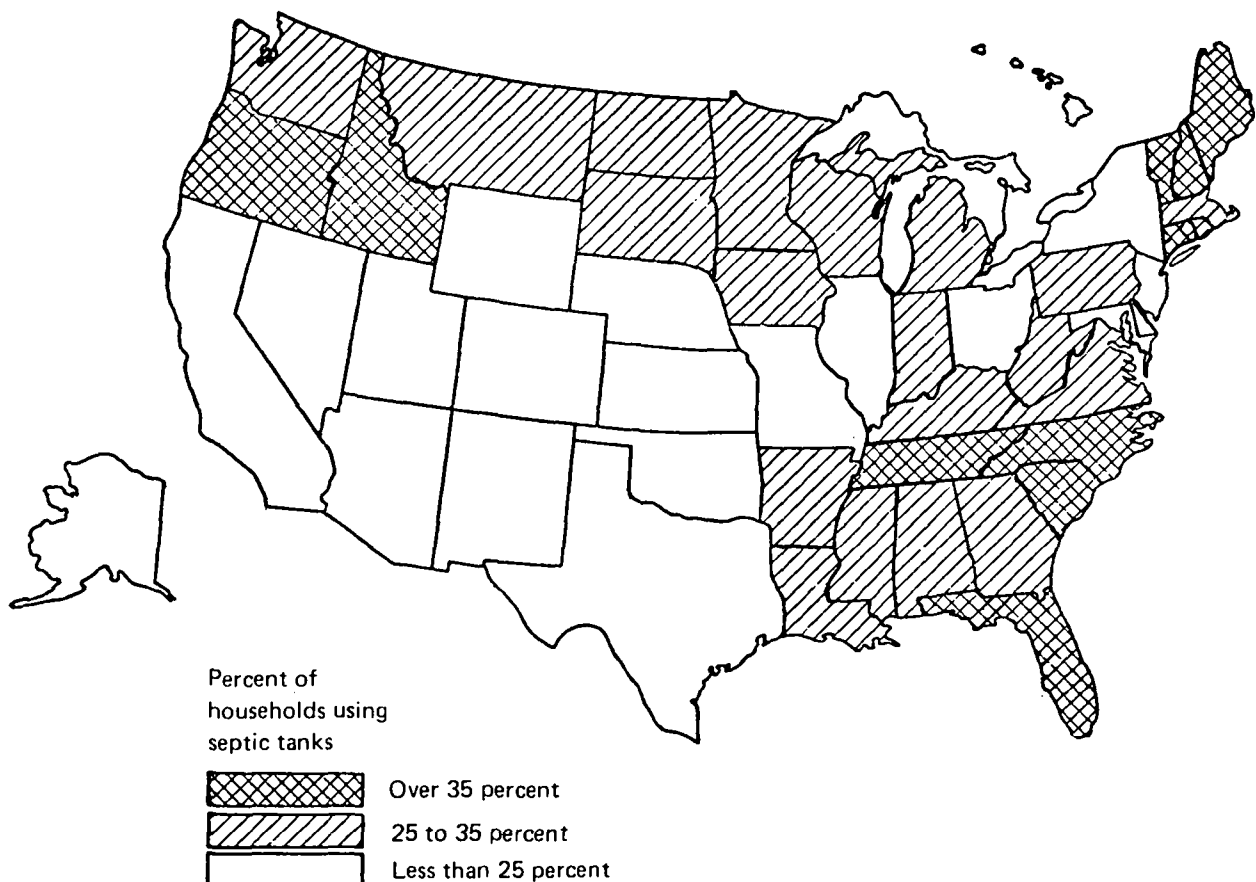 Percent of
households using
septic tanks
Over 35 percent
25 to 35 percent
Less than 25 percent